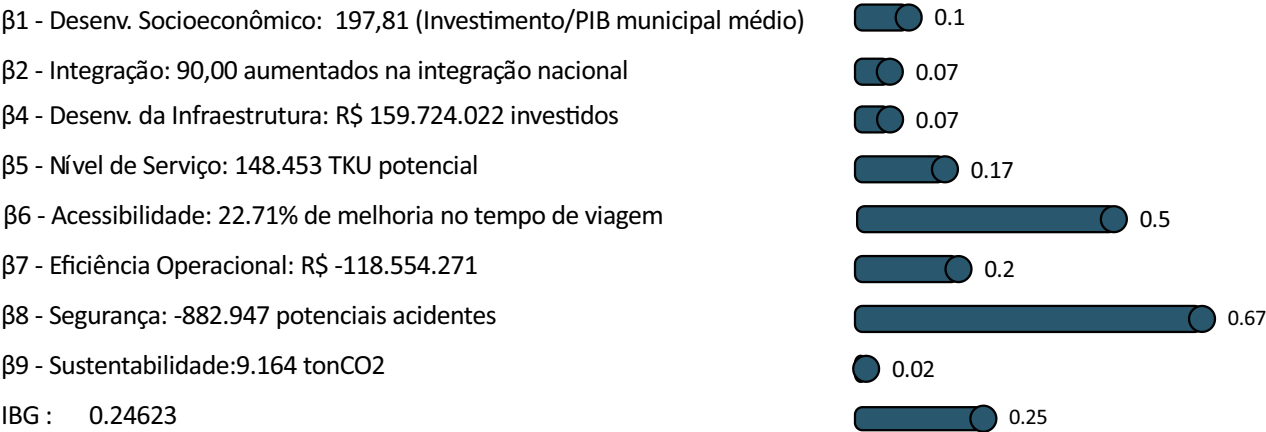 β1 - Desenv. Socioeconômico: 197,81 (Investimento/PIB municipal médio) 0.1
β2 - Integração: 90,00 aumentados na integração nacional 0.07
β4 - Desenv. da Infraestrutura: R$ 159.724.022 investidos 0.07
β5 - Nível de Serviço: 148.453 TKU potencial 0.17
β6 - Acessibilidade: 22.71% de melhoria no tempo de viagem 0.5
β7 - Eficiência Operacional: R$ -118.554.271 0.2
β8 - Segurança: -882.947 potenciais acidentes 0.67
β9 - Sustentabilidade:9.164 tonCO2 0.02
IBG : 0.24623 0.25